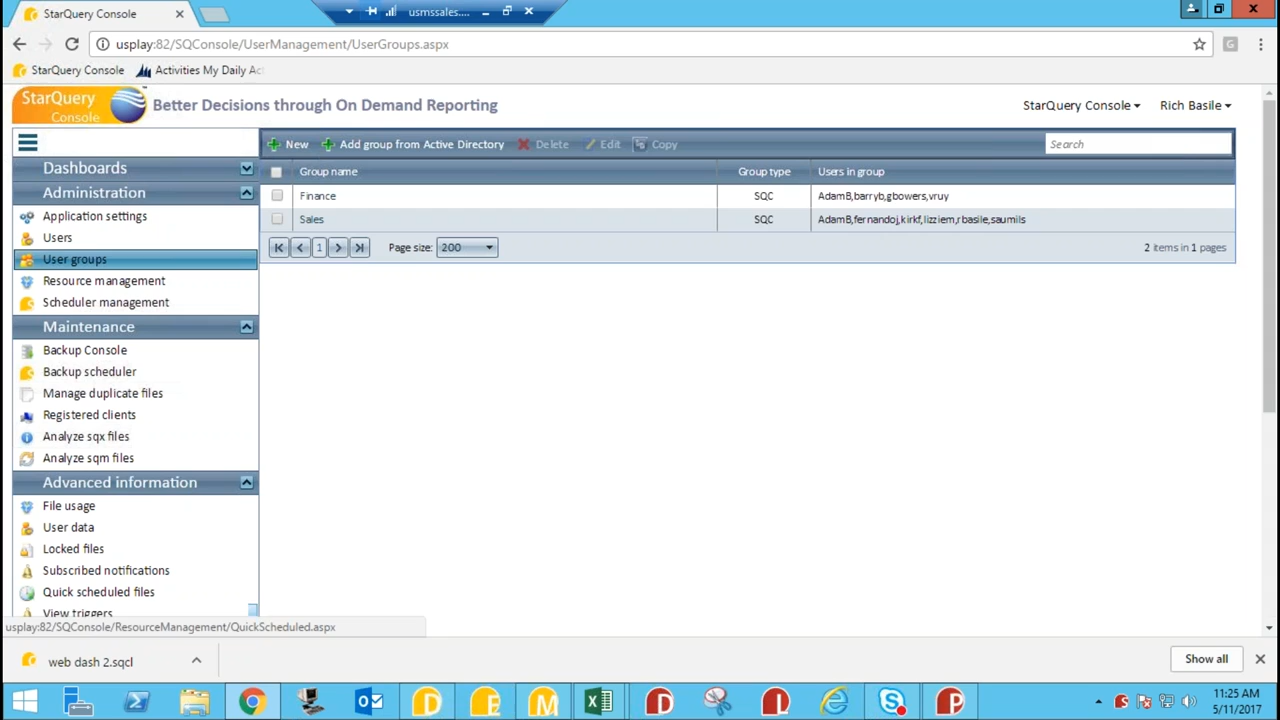 StarQuery Console
usmssales....
usplay:82/SQConsole/UserManagement/UserGroups.aspx
G
StarQuery Console
Activities My Daily Act
StarQuery
Console
Better Decisions through On Demand Reporting
StarQuery Console
Rich Basile
New
Add group from Active Directory
Delete
Edit
Copy
Search
Dashboards
Group name
Group type
Users in group
Administration
Finance
SQC
AdamB,barryb,gbowers,vruy
Application settings
Sales
SQC
AdamB,fernandoj,kirkf,lizziem,rbasile,saumils
Users
1
Page size:
200
2 items in 1 pages
User groups
Resource management
Scheduler management
Maintenance
Backup Console
Backup scheduler
Manage duplicate files
Registered clients
Analyze sqx files
Analyze sqm files
Advanced information
File usage
User data
Locked files
Subscribed notifications
Quick scheduled files
View triggers
usplay:82/SQConsole/ResourceManagement/QuickScheduled.aspx
web dash 2.sqcl
Show all
11:25 AM
5/11/2017